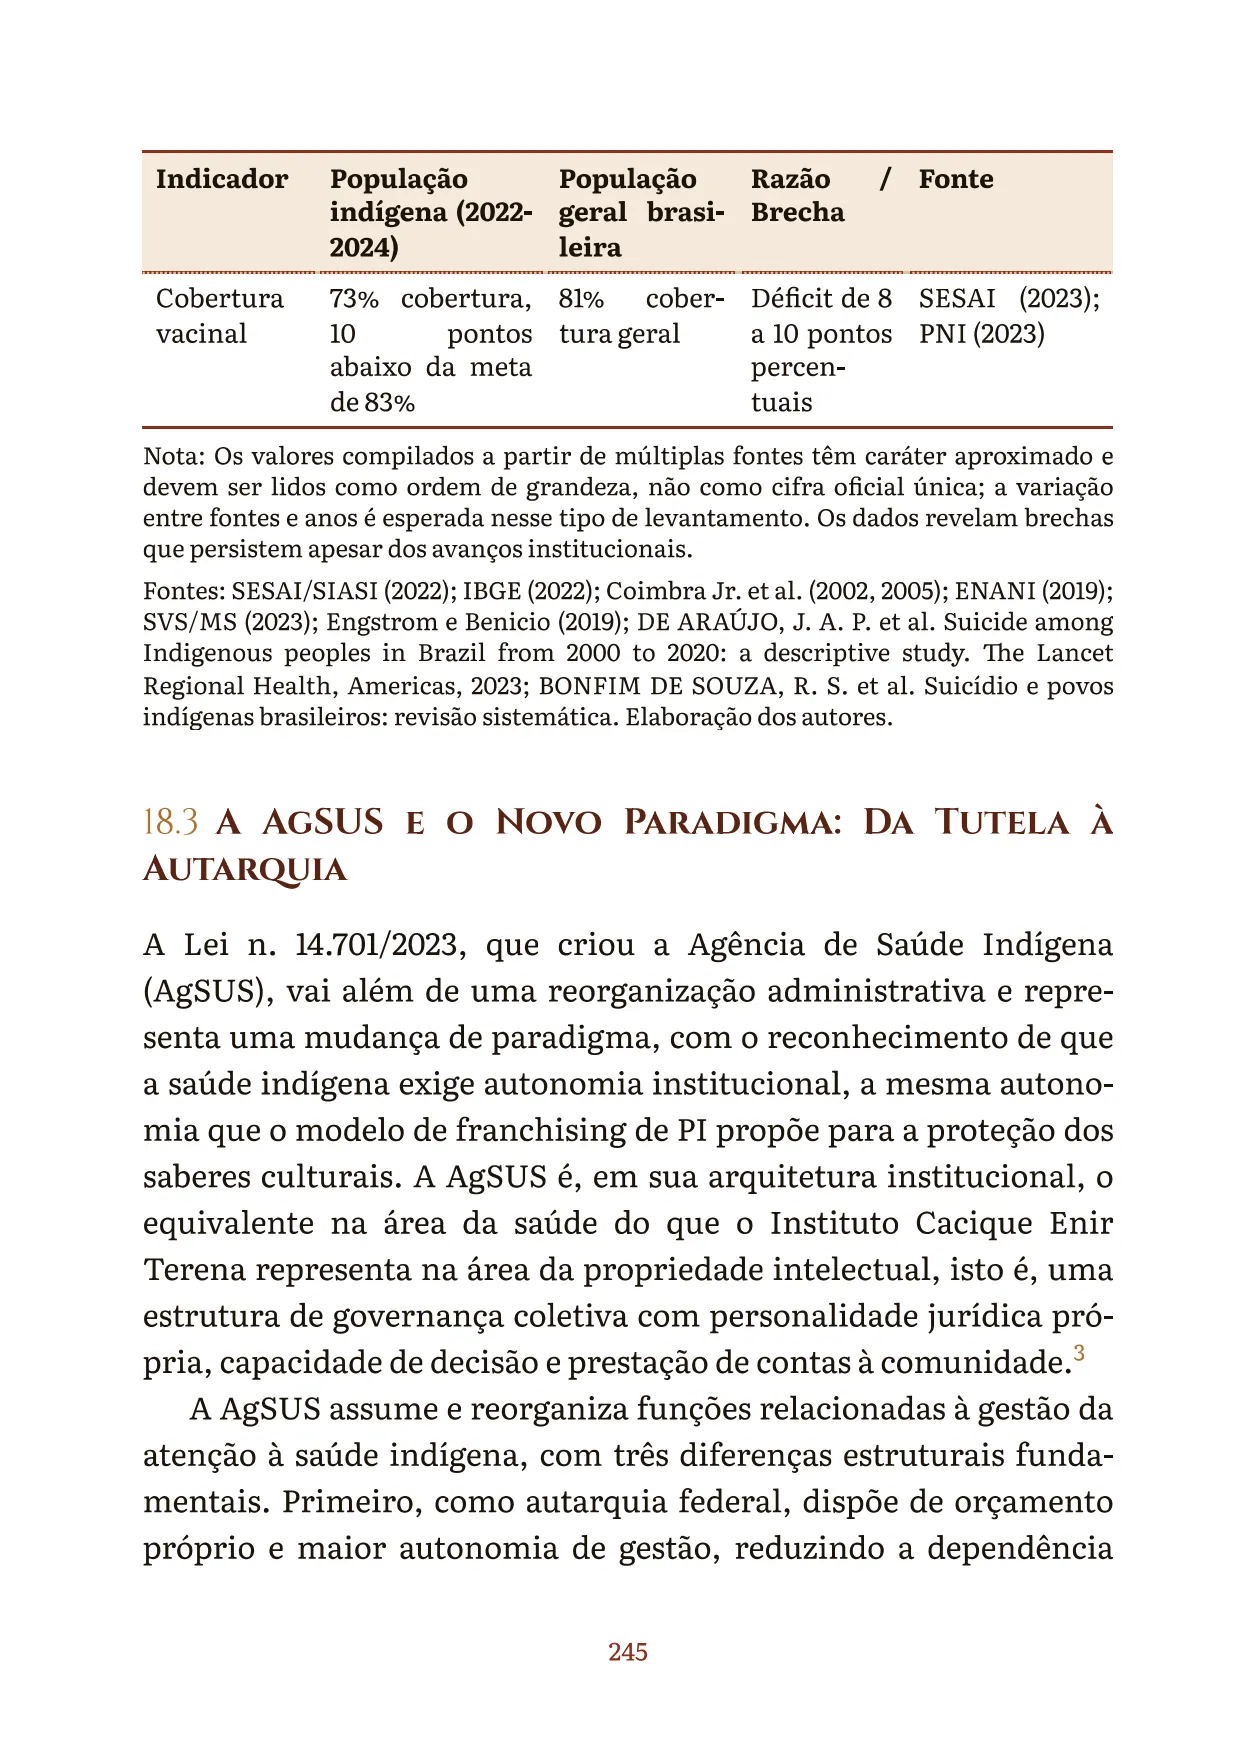 Indicador População indígena (2022- 2024) População geral brasi- leira Razão / Brecha Fonte
Cobertura vacinal 73% cobertura, 10 pontos abaixo da meta de 83% 81% cober- tura geral Déficit de 8 a 10 pontos percen- tuais SESAI (2023); PNI (2023)
Nota: Os valores compilados a partir de múltiplas fontes têm caráter aproximado e
devem ser lidos como ordem de grandeza, não como cifra oficial única; a variação
entre fontes e anos é esperada nesse tipo de levantamento. Os dados revelam brechas
que persistem apesar dos avanços institucionais.
Fontes: SESAI/SIASI (2022); IBGE (2022); Coimbra Jr. et al. (2002, 2005); ENANI (2019);
SVS/MS (2023); Engstrom e Benicio (2019); DE ARAÚJO, J. A. P. et al. Suicide among
Indigenous peoples in Brazil from 2000 to 2020: a descriptive study. The Lancet
Regional Health, Americas, 2023; BONFIM DE SOUZA, R. S. et al. Suicídio e povos
indígenas brasileiros: revisão sistemática. Elaboração dos autores.
18.3 A AgSUS e o Novo Paradigma: Da Tutela à
Autarquia
A Lei n. 14.701/2023, que criou a Agência de Saúde Indígena
(AgSUS), vai além de uma reorganização administrativa e repre-
senta uma mudança de paradigma, com o reconhecimento de que
a saúde indígena exige autonomia institucional, a mesma autono-
mia que o modelo de franchising de PI propõe para a proteção dos
saberes culturais. A AgSUS é, em sua arquitetura institucional, o
equivalente na área da saúde do que o Instituto Cacique Enir
Terena representa na área da propriedade intelectual, isto é, uma
estrutura de governança coletiva com personalidade jurídica pró-
pria, capacidade de decisão e prestação de contas à comunidade.3
A AgSUS assume e reorganiza funções relacionadas à gestão da
atenção à saúde indígena, com três diferenças estruturais funda-
mentais. Primeiro, como autarquia federal, dispõe de orçamento
próprio e maior autonomia de gestão, reduzindo a dependência
245